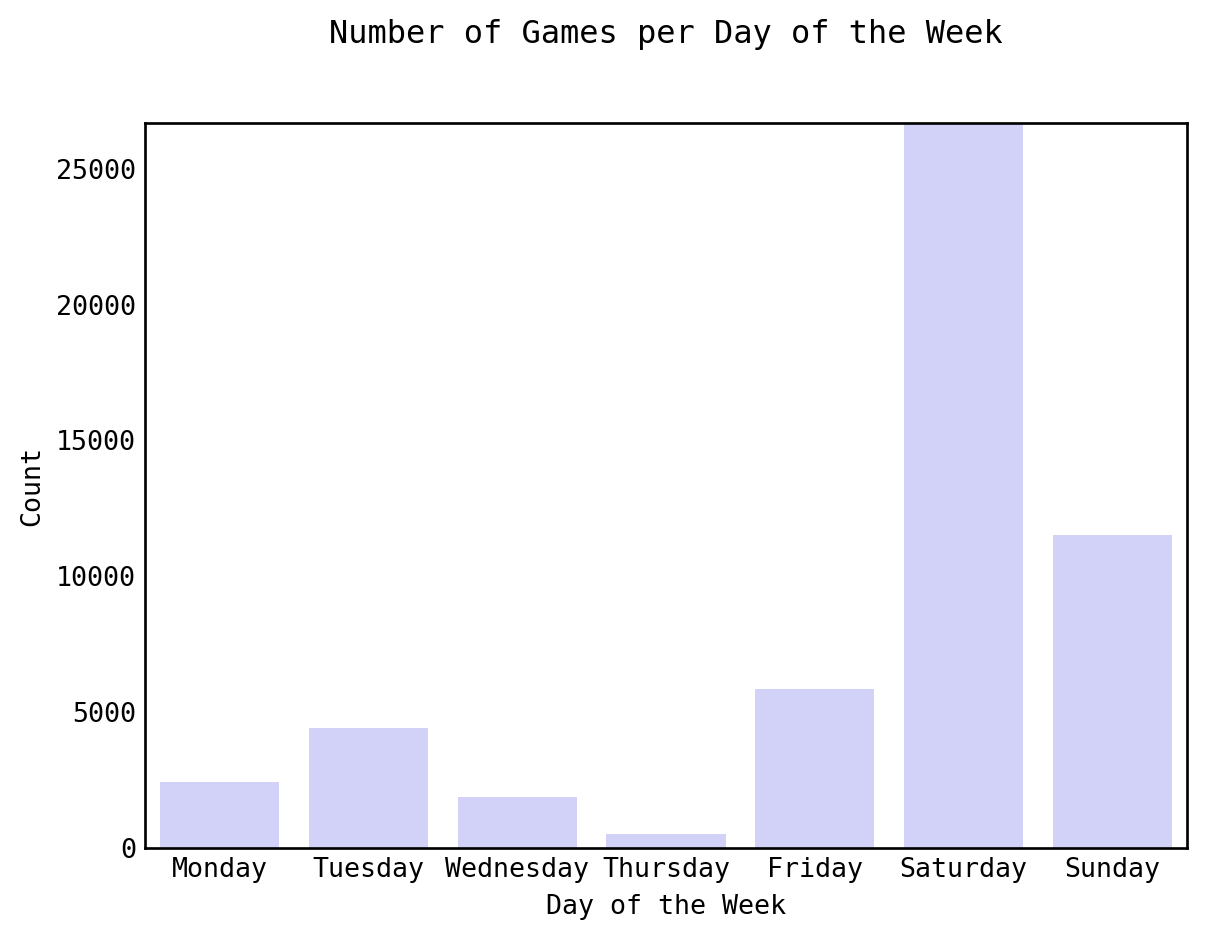 Number of Games per Day of the Week
25000
20000
15000
10000
5000
0
Count
Monday Tuesday Wednesday Thursday Friday Saturday Sunday
Day of the Week